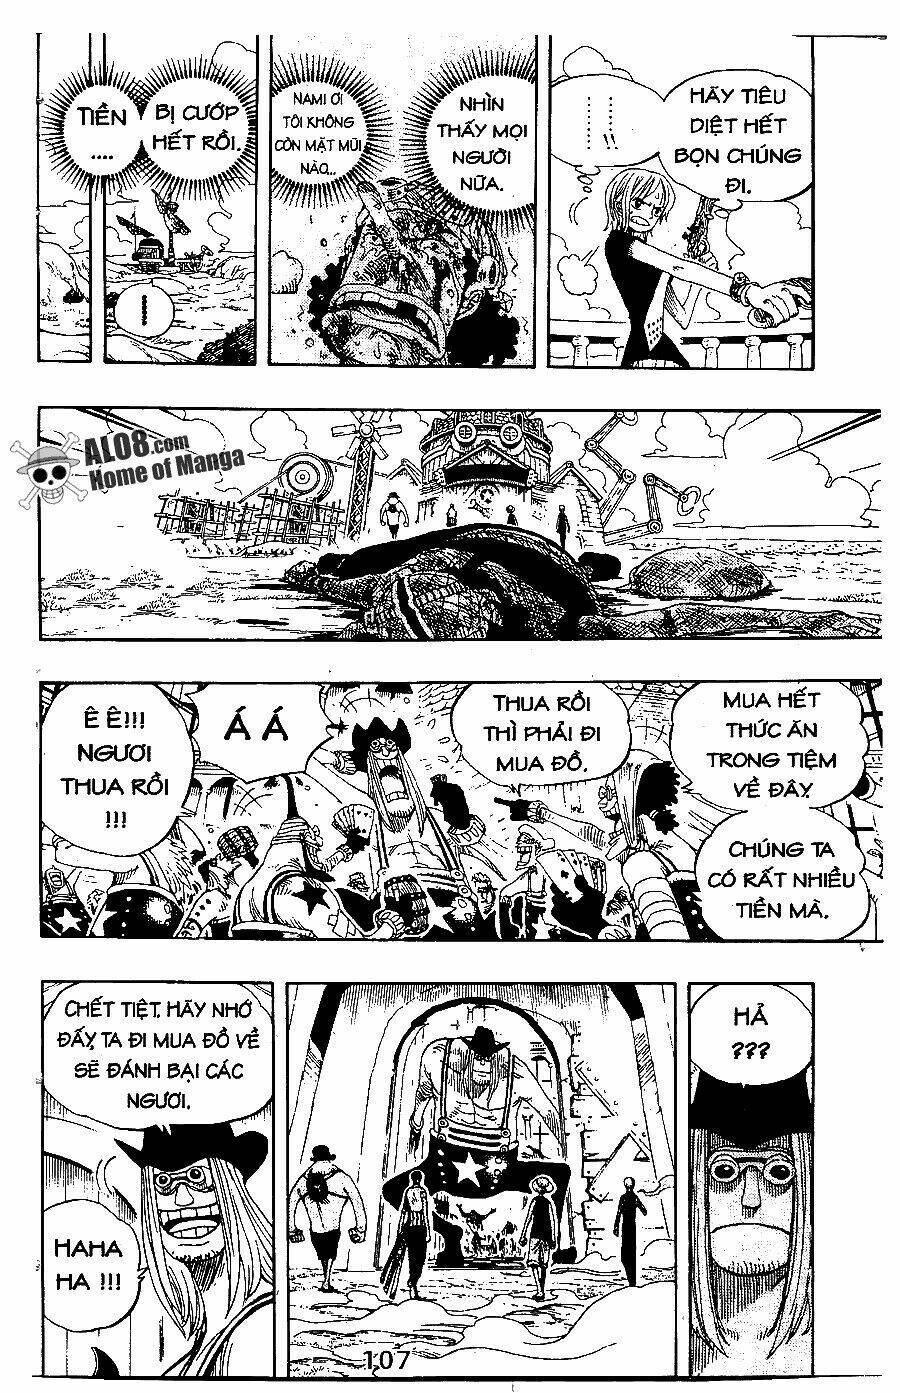 HÃY TIÊU
DIỆT HẾT
BỌN CHÚNG
ĐI.
NHÌN
THẤY MỌI
NGƯỜI
NỮA.
NAMI ƠI
TÔI KHÔNG
CÒN MẶT MŨI
NÀO...
BỊ CƯỚP
HẾT RỒI.
TIỀN
....
ALO8.com
Home of Manga
MUA HẾT
THỨC ĂN
TRONG TIỆM
VỀ ĐÂY.
CHÚNG TA
CÓ RẤT NHIỀU
TIỀN MÀ.
THUA RỒI
THÌ PHẢI ĐI
MUA ĐỒ.
Á Á
Ê Ê!!!
NGƯƠI
THUA RỒI
!!!
HẢ
???
CHẾT TIỆT. HÃY NHỚ
ĐẤY, TA ĐI MUA ĐỒ VỀ
SẼ ĐÁNH BẠI CÁC
NGƯƠI.
HAHA
HA !!!
107